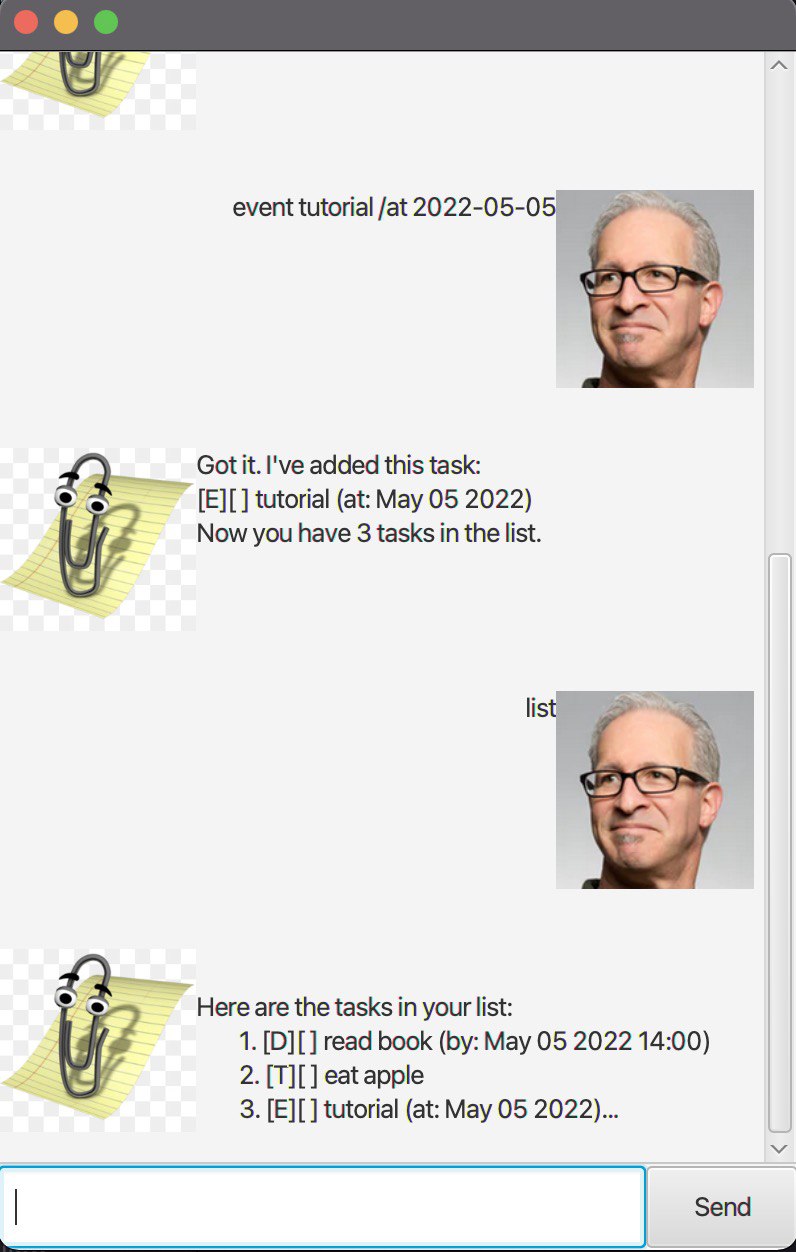 event tutorial /at 2022-05-05
Got it. I've added this task:
[E][ ] tutorial (at: May 05 2022)
Now you have 3 tasks in the list.
list
Here are the tasks in your list:
1. [D][ ] read book (by: May 05 2022 14:00)
2. [T][ ] eat apple
3. [E][ ] tutorial (at: May 05 2022)...
Send